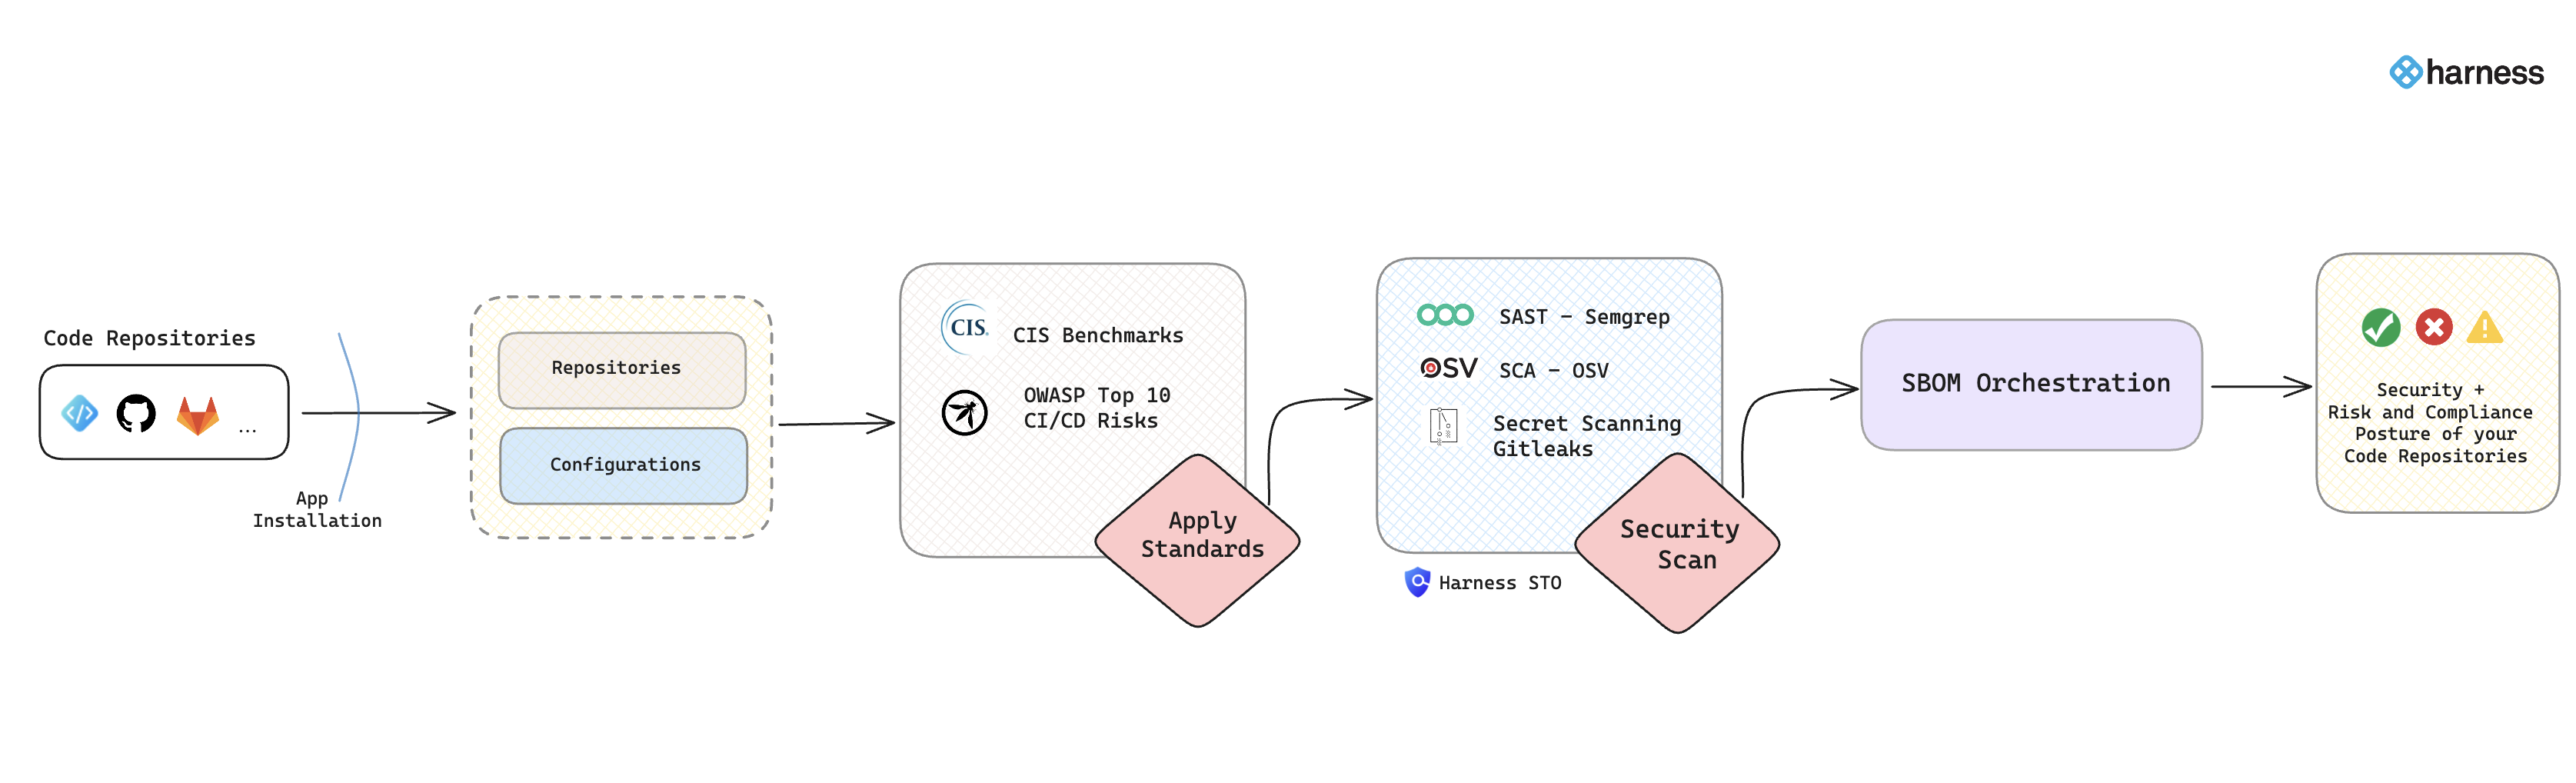 harness
Code Repositories
...
App
Installation
Repositories
Configurations
CIS
CIS Benchmarks
OWASP Top 10
CI/CD Risks
Apply
Standards
SAST – Semgrep
OSV
SCA – OSV
Secret Scanning
Gitleaks
Harness STO
Security
Scan
SBOM Orchestration
Security +
Risk and Compliance
Posture of your
Code Repositories